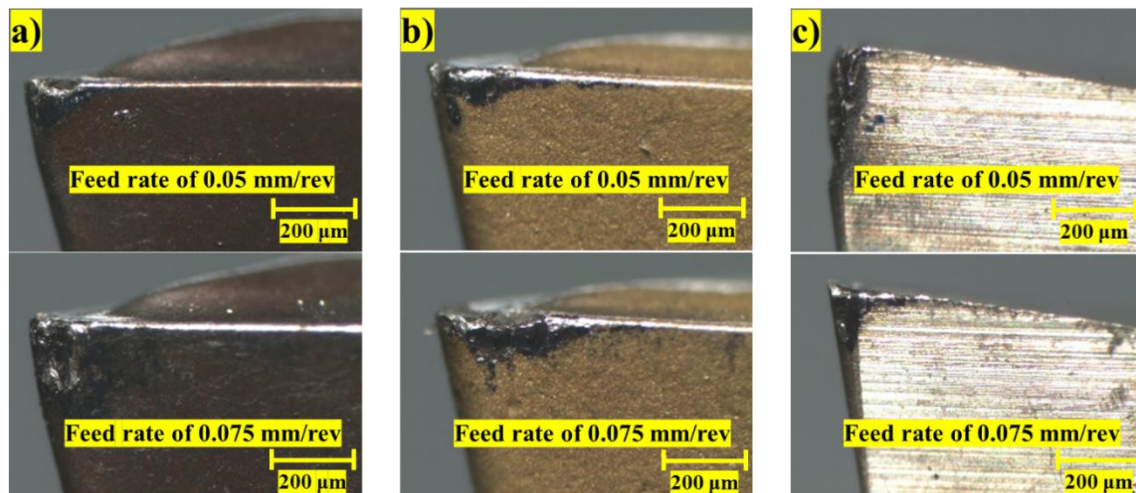 a)
Feed rate of 0.05 mm/rev
200 μm
b)
Feed rate of 0.05 mm/rev
200 μm
c)
Feed rate of 0.05 mm/rev
200 μm
Feed rate of 0.075 mm/rev
200 μm
Feed rate of 0.075 mm/rev
200 μm
Feed rate of 0.075 mm/rev
200 μm